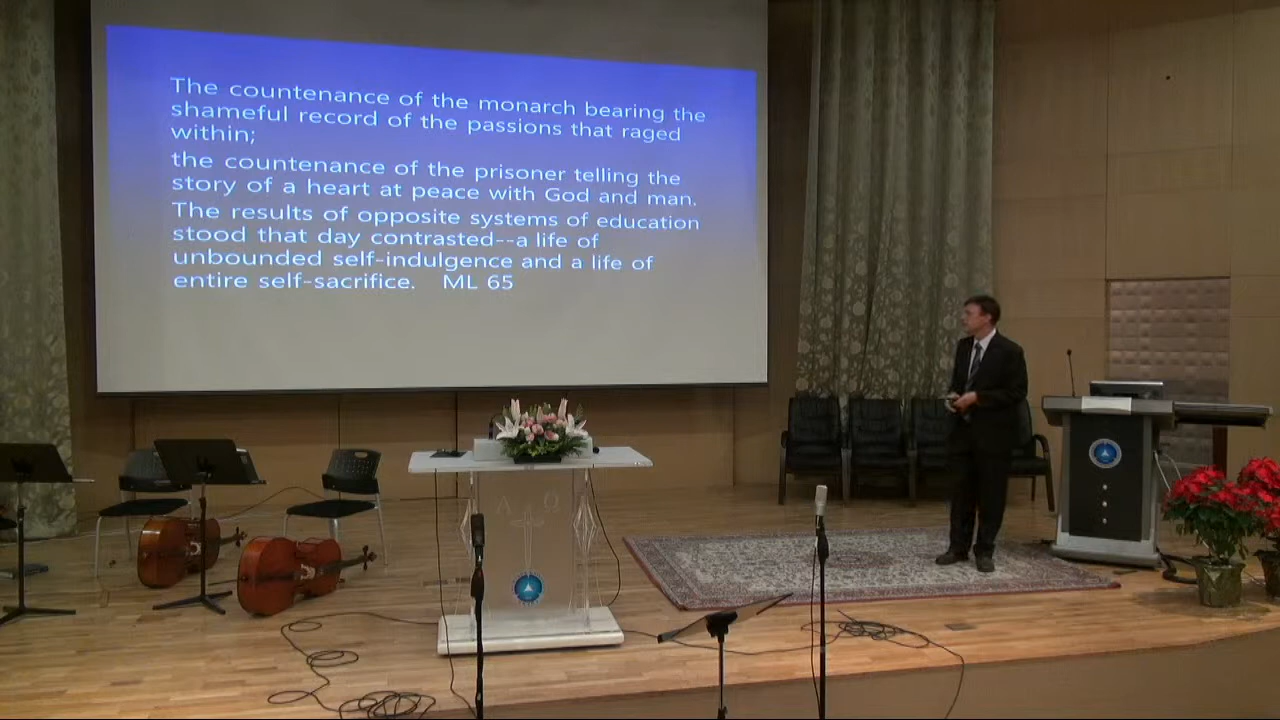 The countenance of the monarch bearing the
shameful record of the passions that raged
within;
the countenance of the prisoner telling the
story of a heart at peace with God and man.
The results of opposite systems of education
stood that day contrasted--a life of
unbounded self-indulgence and a life of
entire self-sacrifice. ML 65
Α Ω